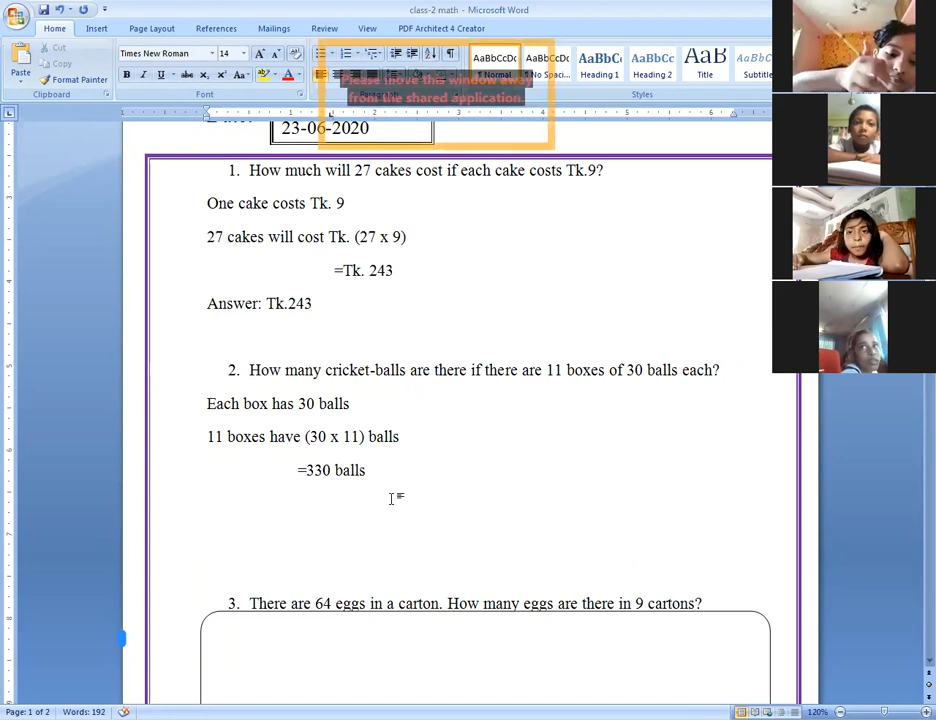 class-2 math - Microsoft Word
Home Insert Page Layout References Mailings Review View PDF Architect 4 Creator
Paste
Cut
Copy
Format Painter
Clipboard
Times New Roman 14
B I U abc x₂ x² Aa
Font
Please move this window away
from the shared application.
Paragraph
AaBbCcDc AaBbCcDc AaBbCc AaBbCc AaB AaBbCc
¶ Normal ¶ No Spaci... Heading 1 Heading 2 Title Subtitle
Styles
23-06-2020
1. How much will 27 cakes cost if each cake costs Tk.9?
One cake costs Tk. 9
27 cakes will cost Tk. (27 x 9)
=Tk. 243
Answer: Tk.243
2. How many cricket-balls are there if there are 11 boxes of 30 balls each?
Each box has 30 balls
11 boxes have (30 x 11) balls
=330 balls
3. There are 64 eggs in a carton. How many eggs are there in 9 cartons?
Page: 1 of 2 Words: 192 120%